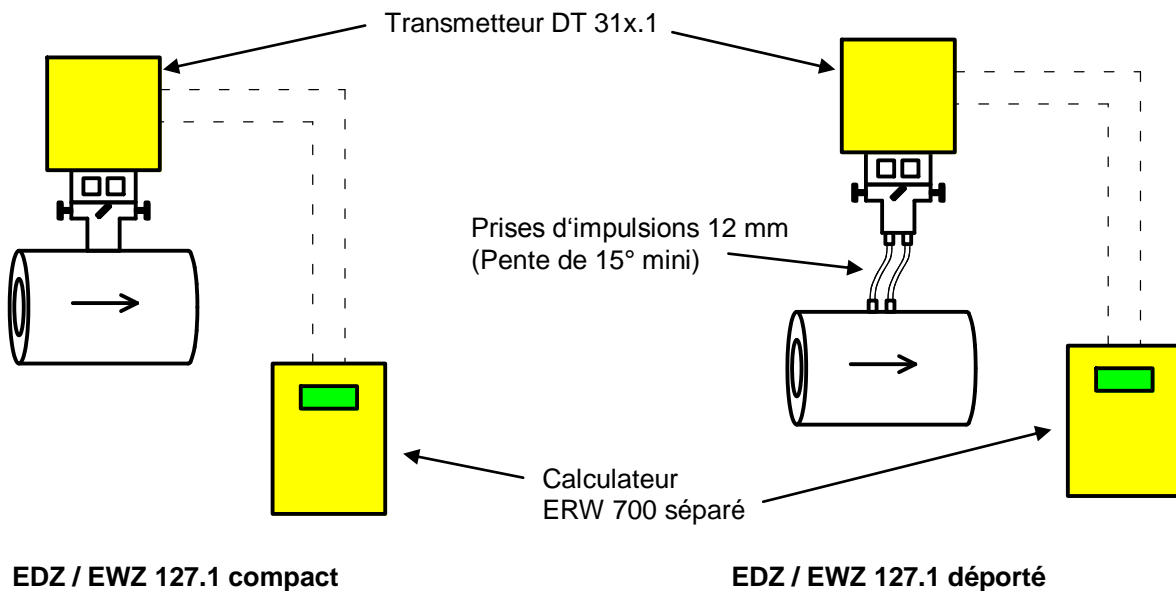 Transmetteur DT 31x.1
Prises d‘impulsions 12 mm
(Pente de 15° mini)
Calculateur
ERW 700 séparé
EDZ / EWZ 127.1 compact
EDZ / EWZ 127.1 déporté